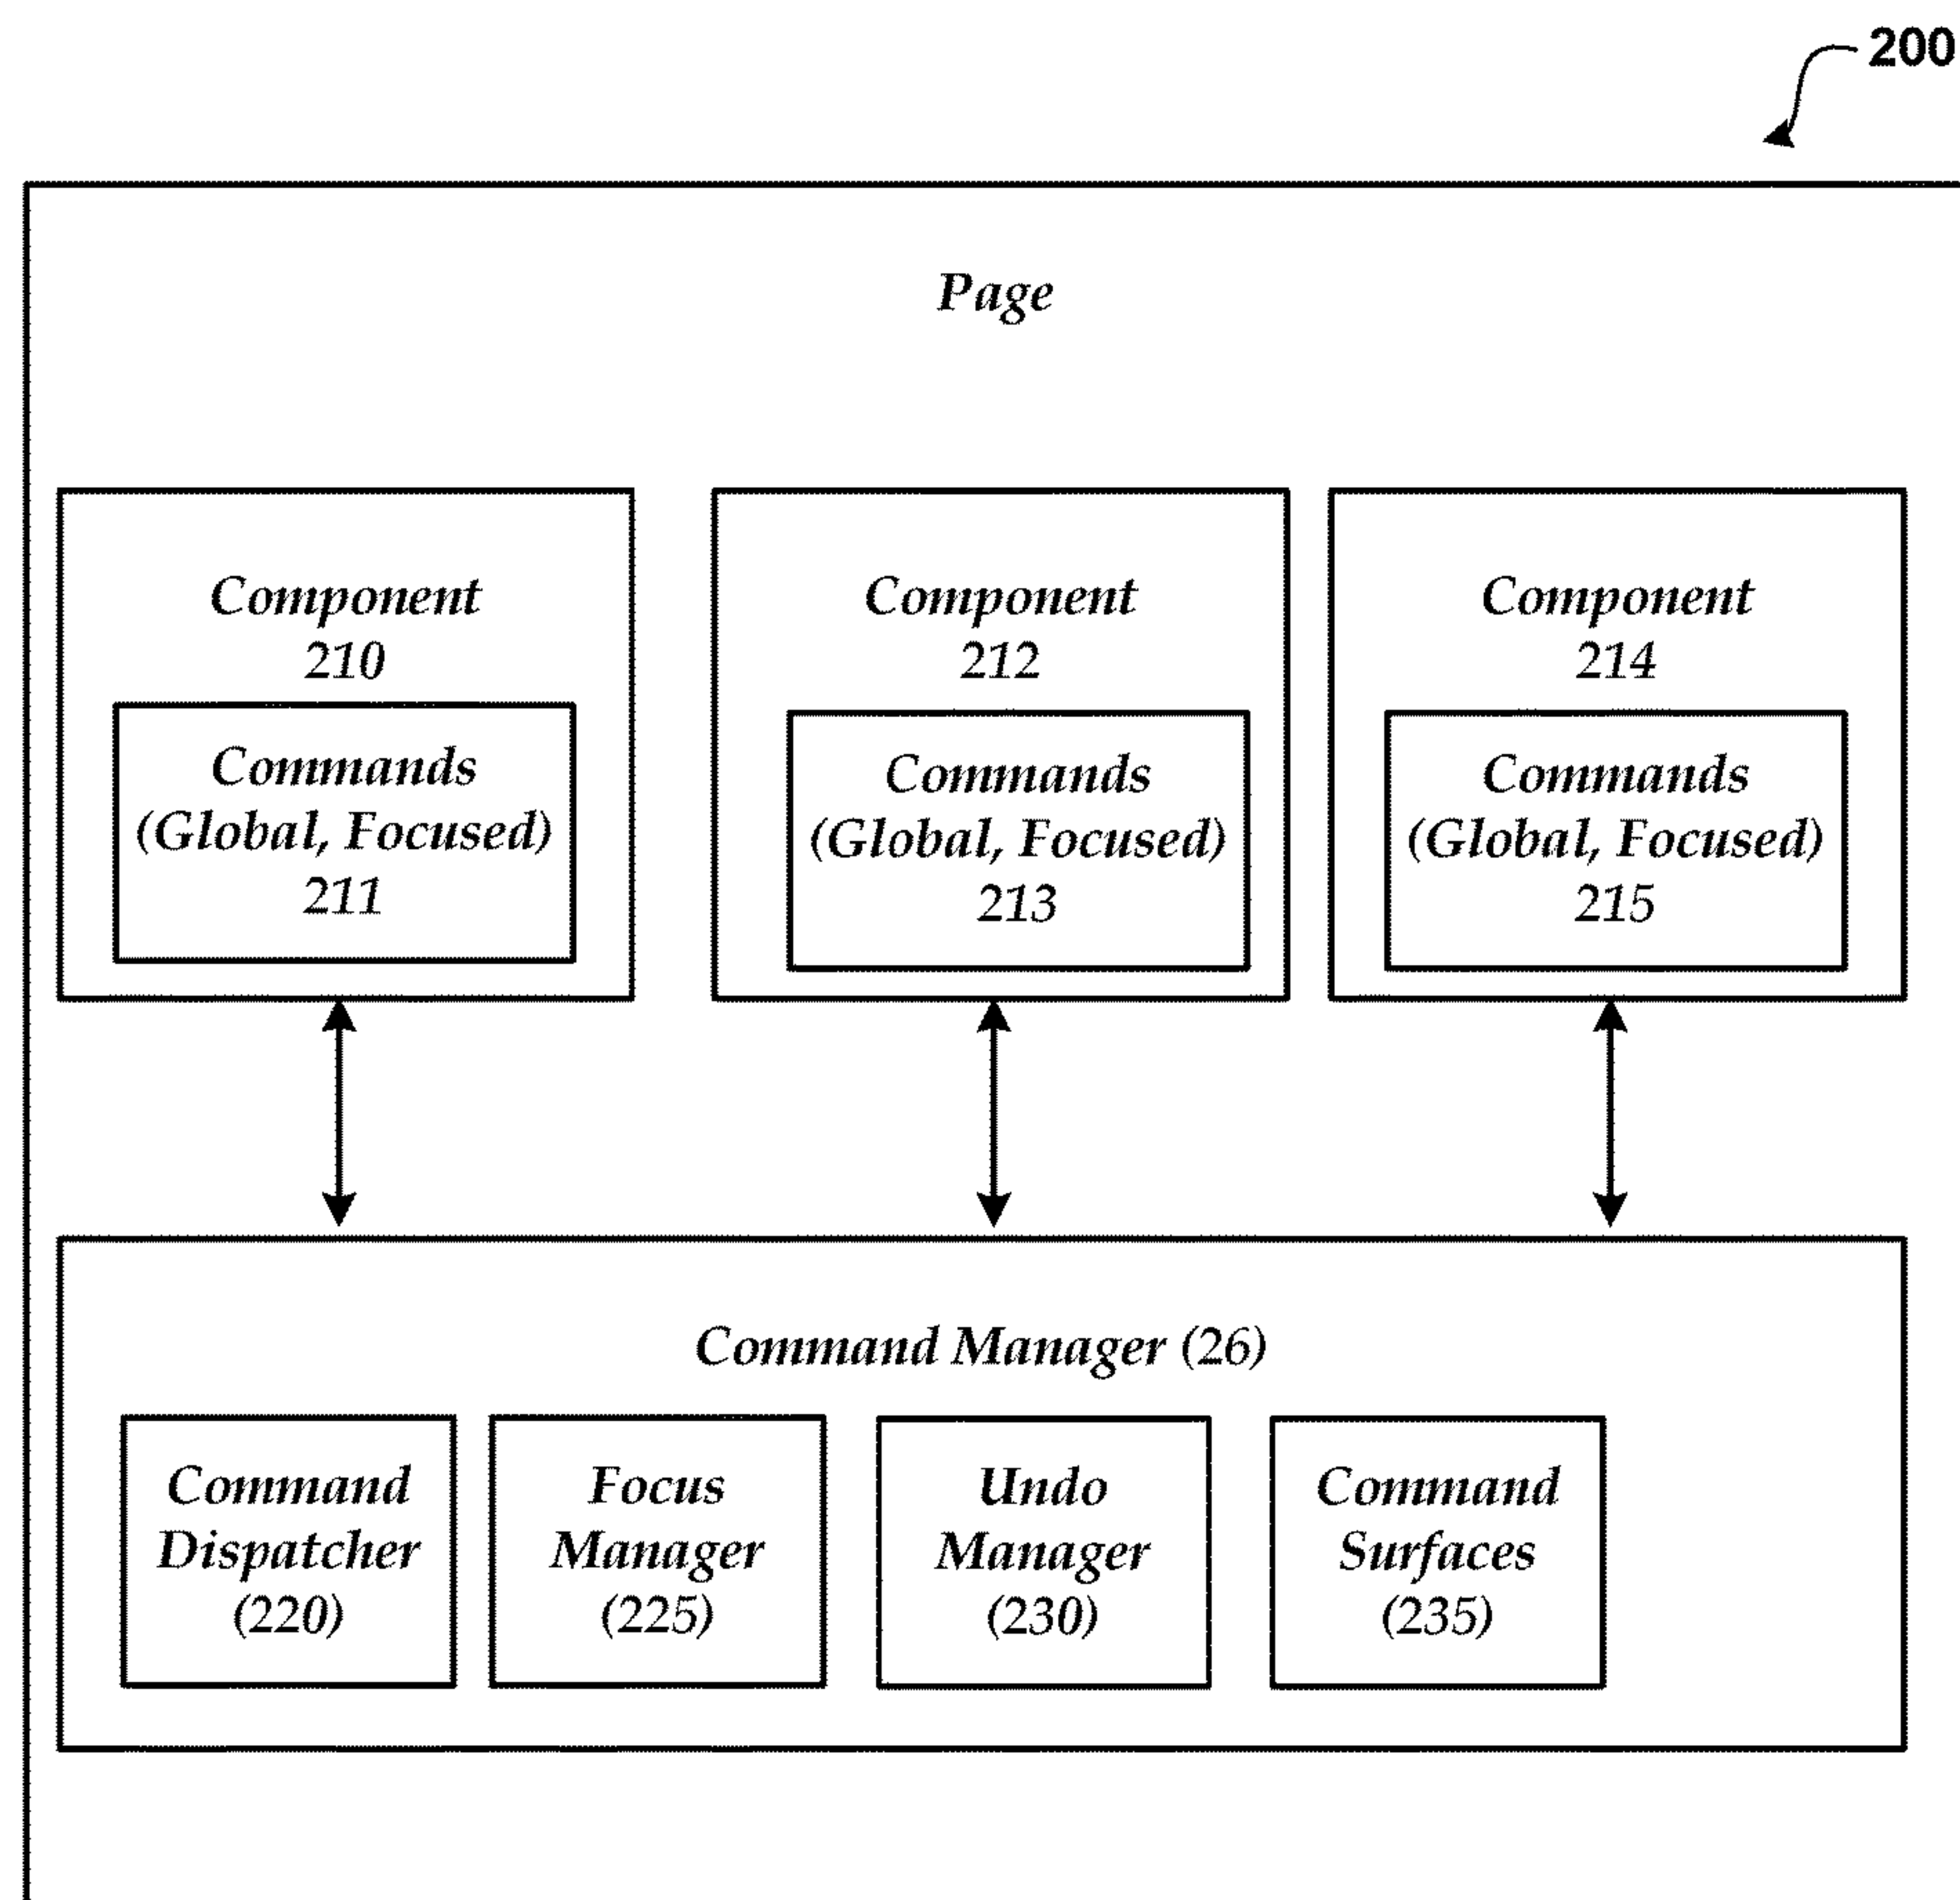 200
Page
Component
210
Commands
(Global, Focused)
211
Component
212
Commands
(Global, Focused)
213
Component
214
Commands
(Global, Focused)
215
Command Manager (26)
Command
Dispatcher
(220)
Focus
Manager
(225)
Undo
Manager
(230)
Command
Surfaces
(235)